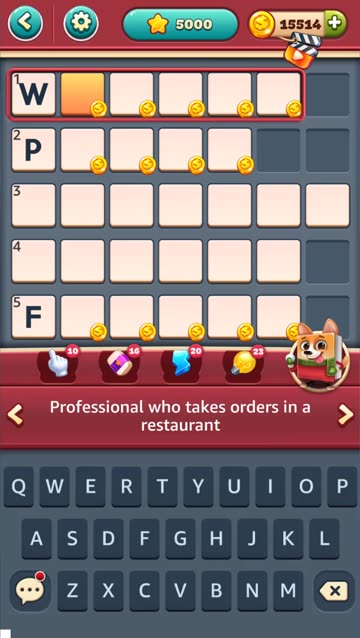 5000
15514
1
W
2
P
3
4
5
F
10
16
20
23
Professional who takes orders in a
restaurant
Q W E R T Y U I O P
A S D F G H J K L
Z X C V B N M